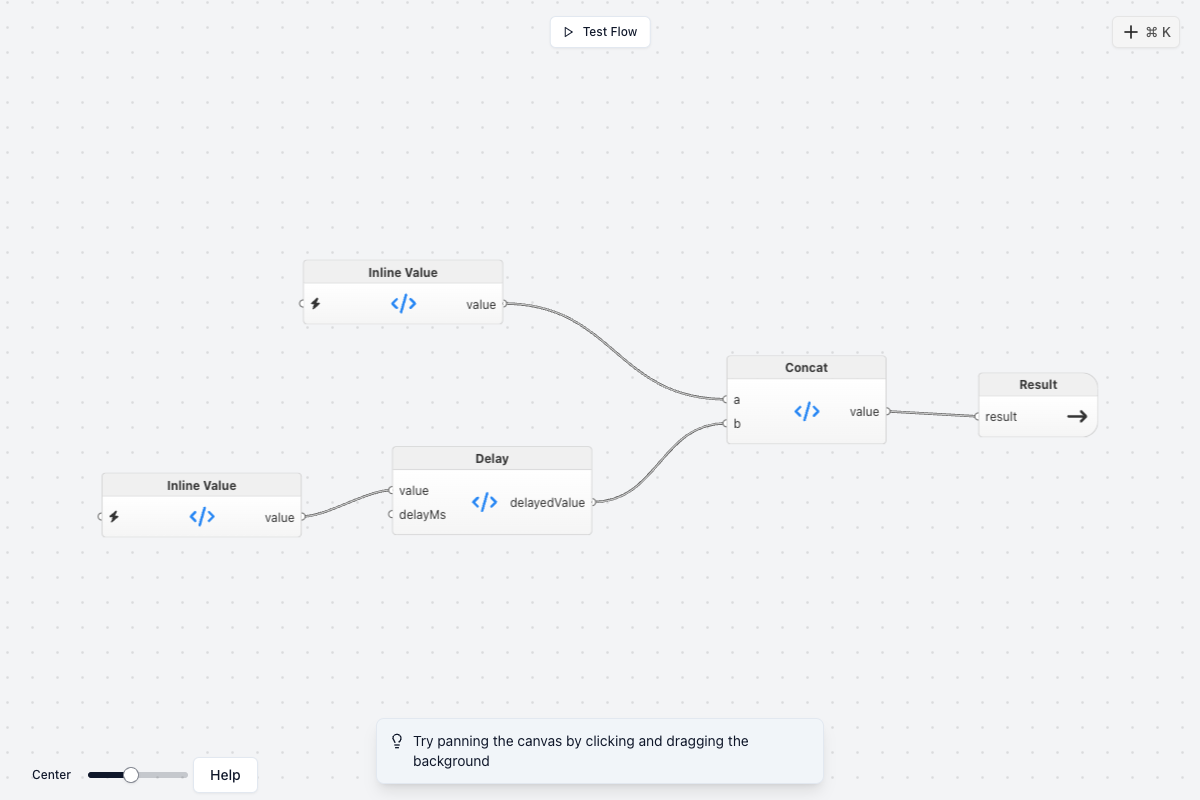 Test Flow
⌘ K
Inline Value
value
Concat
a
b
value
Result
result
Delay
value
delayMs
delayedValue
Inline Value
value
Try panning the canvas by clicking and dragging the
background
Center
Help